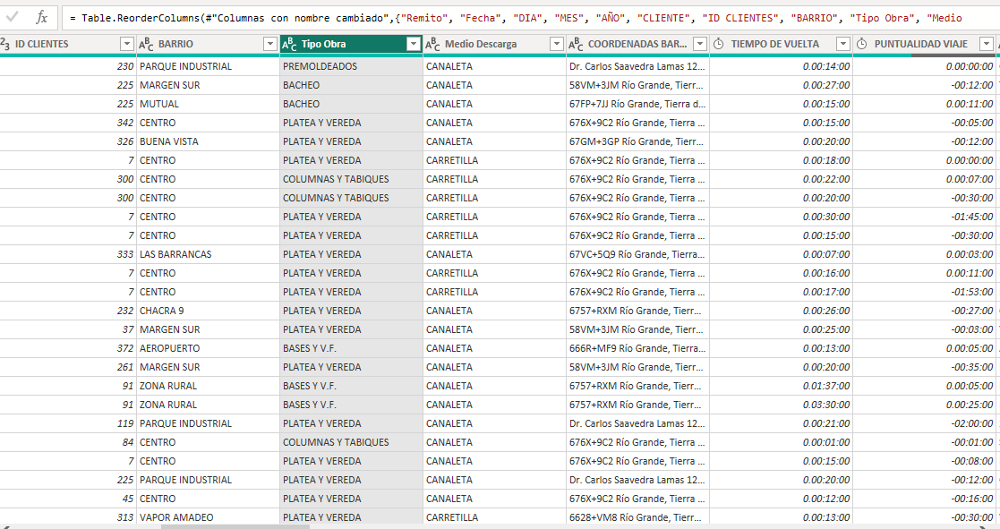 fx = Table.ReorderColumns(#"Columnas con nombre cambiado",{"Remito", "Fecha", "DIA", "MES", "AÑO", "CLIENTE", "ID CLIENTES", "BARRIO", "Tipo Obra", "Medio
23 ID CLIENTES ABC BARRIO ABC Tipo Obra ABC Medio Descarga ABC COORDENADAS BAR... TIEMPO DE VUELTA PUNTUALIDAD VIAJE
230 PARQUE INDUSTRIAL PREMOLDEADOS CANALETA Dr. Carlos Saavedra Lamas 12... 0.00:14:00 0.00:00:00
225 MARGEN SUR BACHEO CANALETA 58VM+3JM Río Grande, Tierr... 0.00:27:00 -00:12:00
225 MUTUAL BACHEO CANALETA 67FP+7JJ Río Grande, Tierra d... 0.00:15:00 0.00:11:00
342 CENTRO PLATEA Y VEREDA CANALETA 676X+9C2 Río Grande, Tierra ... 0.00:15:00 -00:05:00
326 BUENA VISTA PLATEA Y VEREDA CANALETA 67GM+3GP Río Grande, Tierr... 0.00:20:00 -00:12:00
7 CENTRO PLATEA Y VEREDA CARRETILLA 676X+9C2 Río Grande, Tierra ... 0.00:18:00 0.00:00:00
300 CENTRO COLUMNAS Y TABIQUES CARRETILLA 676X+9C2 Río Grande, Tierra ... 0.00:22:00 0.00:07:00
300 CENTRO COLUMNAS Y TABIQUES CARRETILLA 676X+9C2 Río Grande, Tierra ... 0.00:20:00 -00:30:00
7 CENTRO PLATEA Y VEREDA CARRETILLA 676X+9C2 Río Grande, Tierra ... 0.00:30:00 -01:45:00
7 CENTRO PLATEA Y VEREDA CARRETILLA 676X+9C2 Río Grande, Tierra ... 0.00:15:00 -00:30:00
333 LAS BARRANCAS PLATEA Y VEREDA CANALETA 67VC+5Q9 Río Grande, Tierra... 0.00:07:00 0.00:03:00
7 CENTRO PLATEA Y VEREDA CARRETILLA 676X+9C2 Río Grande, Tierra ... 0.00:16:00 0.00:11:00
7 CENTRO PLATEA Y VEREDA CARRETILLA 676X+9C2 Río Grande, Tierra ... 0.00:17:00 -01:53:00
232 CHACRA 9 PLATEA Y VEREDA CANALETA 6757+RXM Río Grande, Tierr... 0.00:26:00 -00:27:00
37 MARGEN SUR PLATEA Y VEREDA CANALETA 58VM+3JM Río Grande, Tierr... 0.00:25:00 -00:03:00
372 AEROPUERTO BASES Y V.F. CANALETA 666R+MF9 Río Grande, Tierra... 0.00:13:00 0.00:05:00
261 MARGEN SUR PLATEA Y VEREDA CANALETA 58VM+3JM Río Grande, Tierr... 0.00:20:00 -00:35:00
91 ZONA RURAL BASES Y V.F. CANALETA 6757+RXM Río Grande, Tierr... 0.01:37:00 0.00:05:00
91 ZONA RURAL BASES Y V.F. CANALETA 6757+RXM Río Grande, Tierr... 0.03:30:00 0.00:25:00
119 PARQUE INDUSTRIAL PLATEA Y VEREDA CANALETA Dr. Carlos Saavedra Lamas 12... 0.00:21:00 -02:00:00
84 CENTRO COLUMNAS Y TABIQUES CANALETA 676X+9C2 Río Grande, Tierra ... 0.00:01:00 -00:01:00
7 CENTRO PLATEA Y VEREDA CANALETA 676X+9C2 Río Grande, Tierra ... 0.00:15:00 -00:08:00
225 PARQUE INDUSTRIAL PLATEA Y VEREDA CANALETA Dr. Carlos Saavedra Lamas 12... 0.00:20:00 -00:12:00
45 CENTRO PLATEA Y VEREDA CANALETA 676X+9C2 Río Grande, Tierra ... 0.00:12:00 -00:16:00
313 VAPOR AMADEO PLATEA Y VEREDA CARRETILLA 6628+VM8 Río Grande, Tierr... 0.00:13:00 -00:30:00